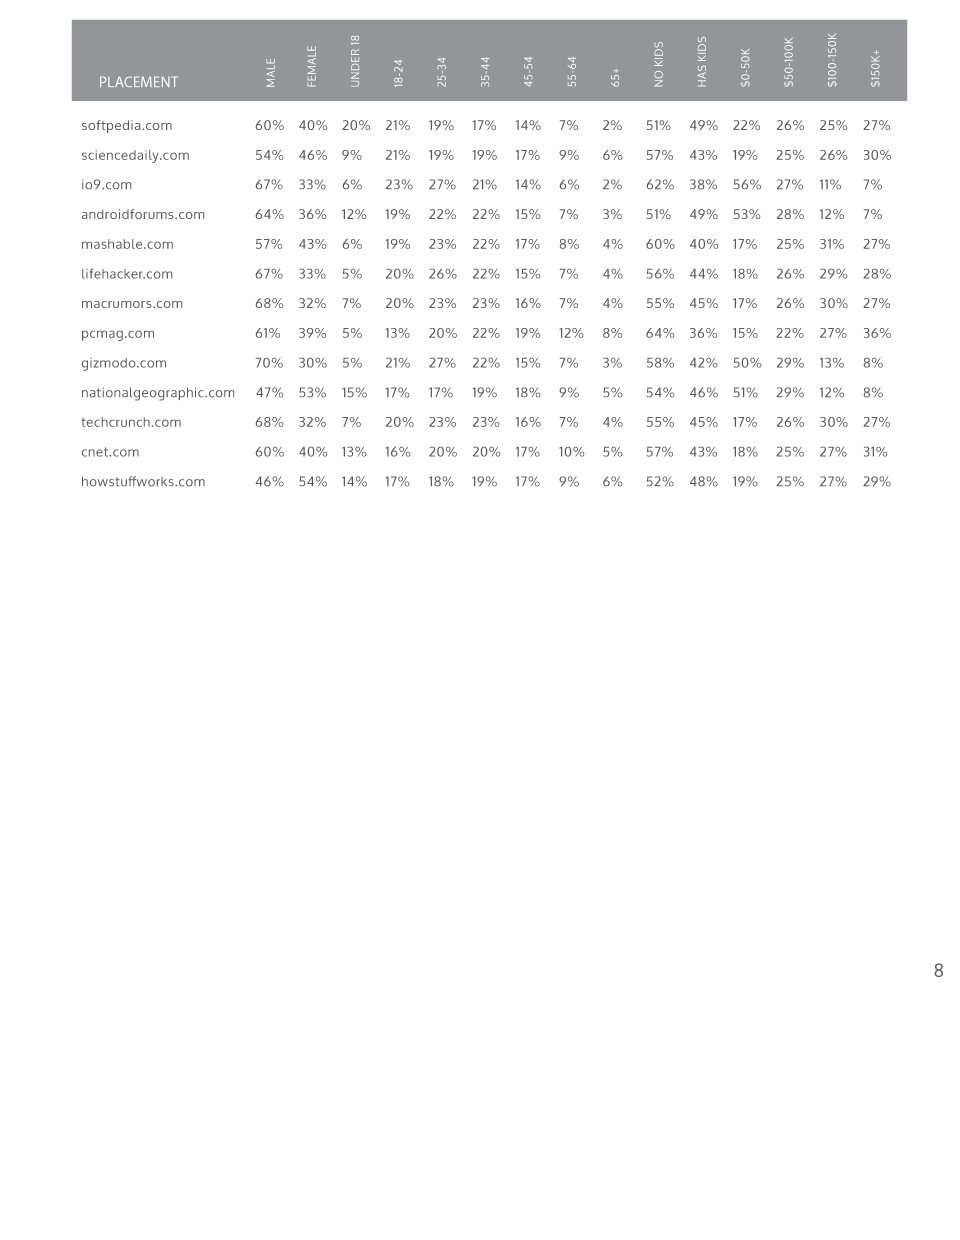 PLACEMENT MALE FEMALE UNDER 18 18-24 25-34 35-44 45-54 55-64 65+ NO KIDS HAS KIDS $0-50K $50-100K $100-150K $150K+
softpedia.com 60% 40% 20% 21% 19% 17% 14% 7% 2% 51% 49% 22% 26% 25% 27%
sciencedaily.com 54% 46% 9% 21% 19% 19% 17% 9% 6% 57% 43% 19% 25% 26% 30%
io9.com 67% 33% 6% 23% 27% 21% 14% 6% 2% 62% 38% 56% 27% 11% 7%
androidforums.com 64% 36% 12% 19% 22% 22% 15% 7% 3% 51% 49% 53% 28% 12% 7%
mashable.com 57% 43% 6% 19% 23% 22% 17% 8% 4% 60% 40% 17% 25% 31% 27%
lifehacker.com 67% 33% 5% 20% 26% 22% 15% 7% 4% 56% 44% 18% 26% 29% 28%
macrumors.com 68% 32% 7% 20% 23% 23% 16% 7% 4% 55% 45% 17% 26% 30% 27%
pcmag.com 61% 39% 5% 13% 20% 22% 19% 12% 8% 64% 36% 15% 22% 27% 36%
gizmodo.com 70% 30% 5% 21% 27% 22% 15% 7% 3% 58% 42% 50% 29% 13% 8%
nationalgeographic.com 47% 53% 15% 17% 17% 19% 18% 9% 5% 54% 46% 51% 29% 12% 8%
techcrunch.com 68% 32% 7% 20% 23% 23% 16% 7% 4% 55% 45% 17% 26% 30% 27%
cnet.com 60% 40% 13% 16% 20% 20% 17% 10% 5% 57% 43% 18% 25% 27% 31%
howstuffworks.com 46% 54% 14% 17% 18% 19% 17% 9% 6% 52% 48% 19% 25% 27% 29%
8